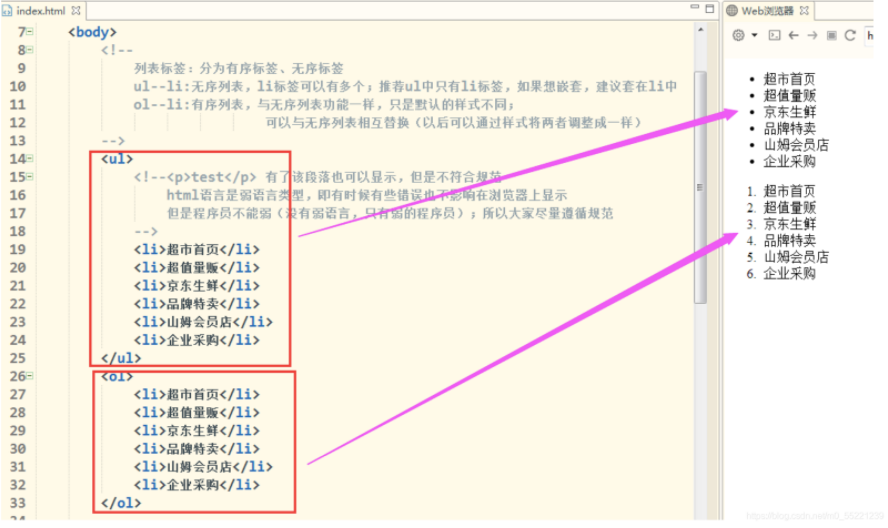 index.html
7 <body>
8 <!--
9 列表标签：分为有序标签、无序标签
10 ul--li:无序列表，li标签可以有多个；推荐ul中只有li标签，如果想嵌套，建议套在li中
11 ol--li:有序列表，与无序列表功能一样，只是默认的样式不同；
12 可以与无序列表相互替换（以后可以通过样式将两者调整成一样）
13 -->
14 <ul>
15 <!--<p>test</p> 有了该段落也可以显示，但是不符合规范
16 html语言是弱语言类型，即有时候有些错误也不影响在浏览器上显示
17 但是程序员不能弱（没有弱语言，只有弱的程序员）；所以大家尽量遵循规范
18 -->
19 <li>超市首页</li>
20 <li>超值量贩</li>
21 <li>京东生鲜</li>
22 <li>品牌特卖</li>
23 <li>山姆会员店</li>
24 <li>企业采购</li>
25 </ul>
26 <ol>
27 <li>超市首页</li>
28 <li>超值量贩</li>
29 <li>京东生鲜</li>
30 <li>品牌特卖</li>
31 <li>山姆会员店</li>
32 <li>企业采购</li>
33 </ol>
Web浏览器
• 超市首页
• 超值量贩
• 京东生鲜
• 品牌特卖
• 山姆会员店
• 企业采购
1. 超市首页
2. 超值量贩
3. 京东生鲜
4. 品牌特卖
5. 山姆会员店
6. 企业采购